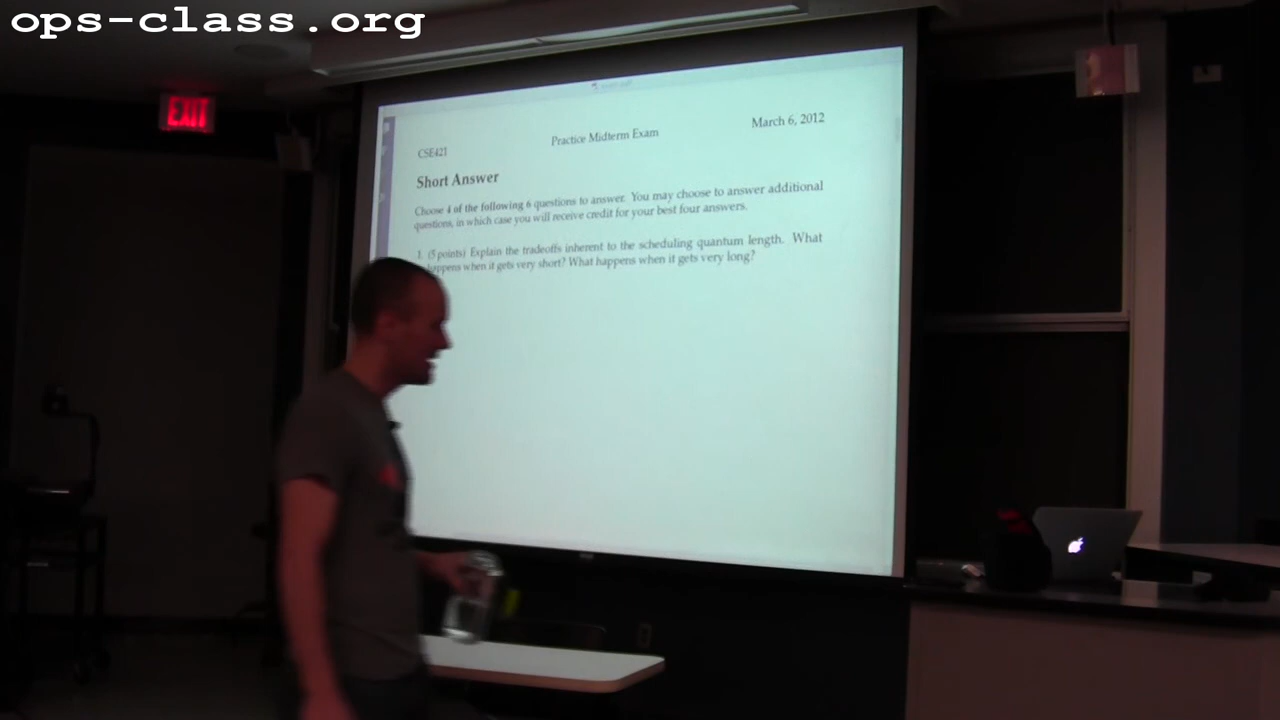 ops-class.org
EXIT
CSE421
Practice Midterm Exam
March 6, 2012
Short Answer
Choose 4 of the following 6 questions to answer. You may choose to answer additional
questions, in which case you will receive credit for your best four answers.
1. (5 points) Explain the tradeoffs inherent to the scheduling quantum length. What
happens when it gets very short? What happens when it gets very long?